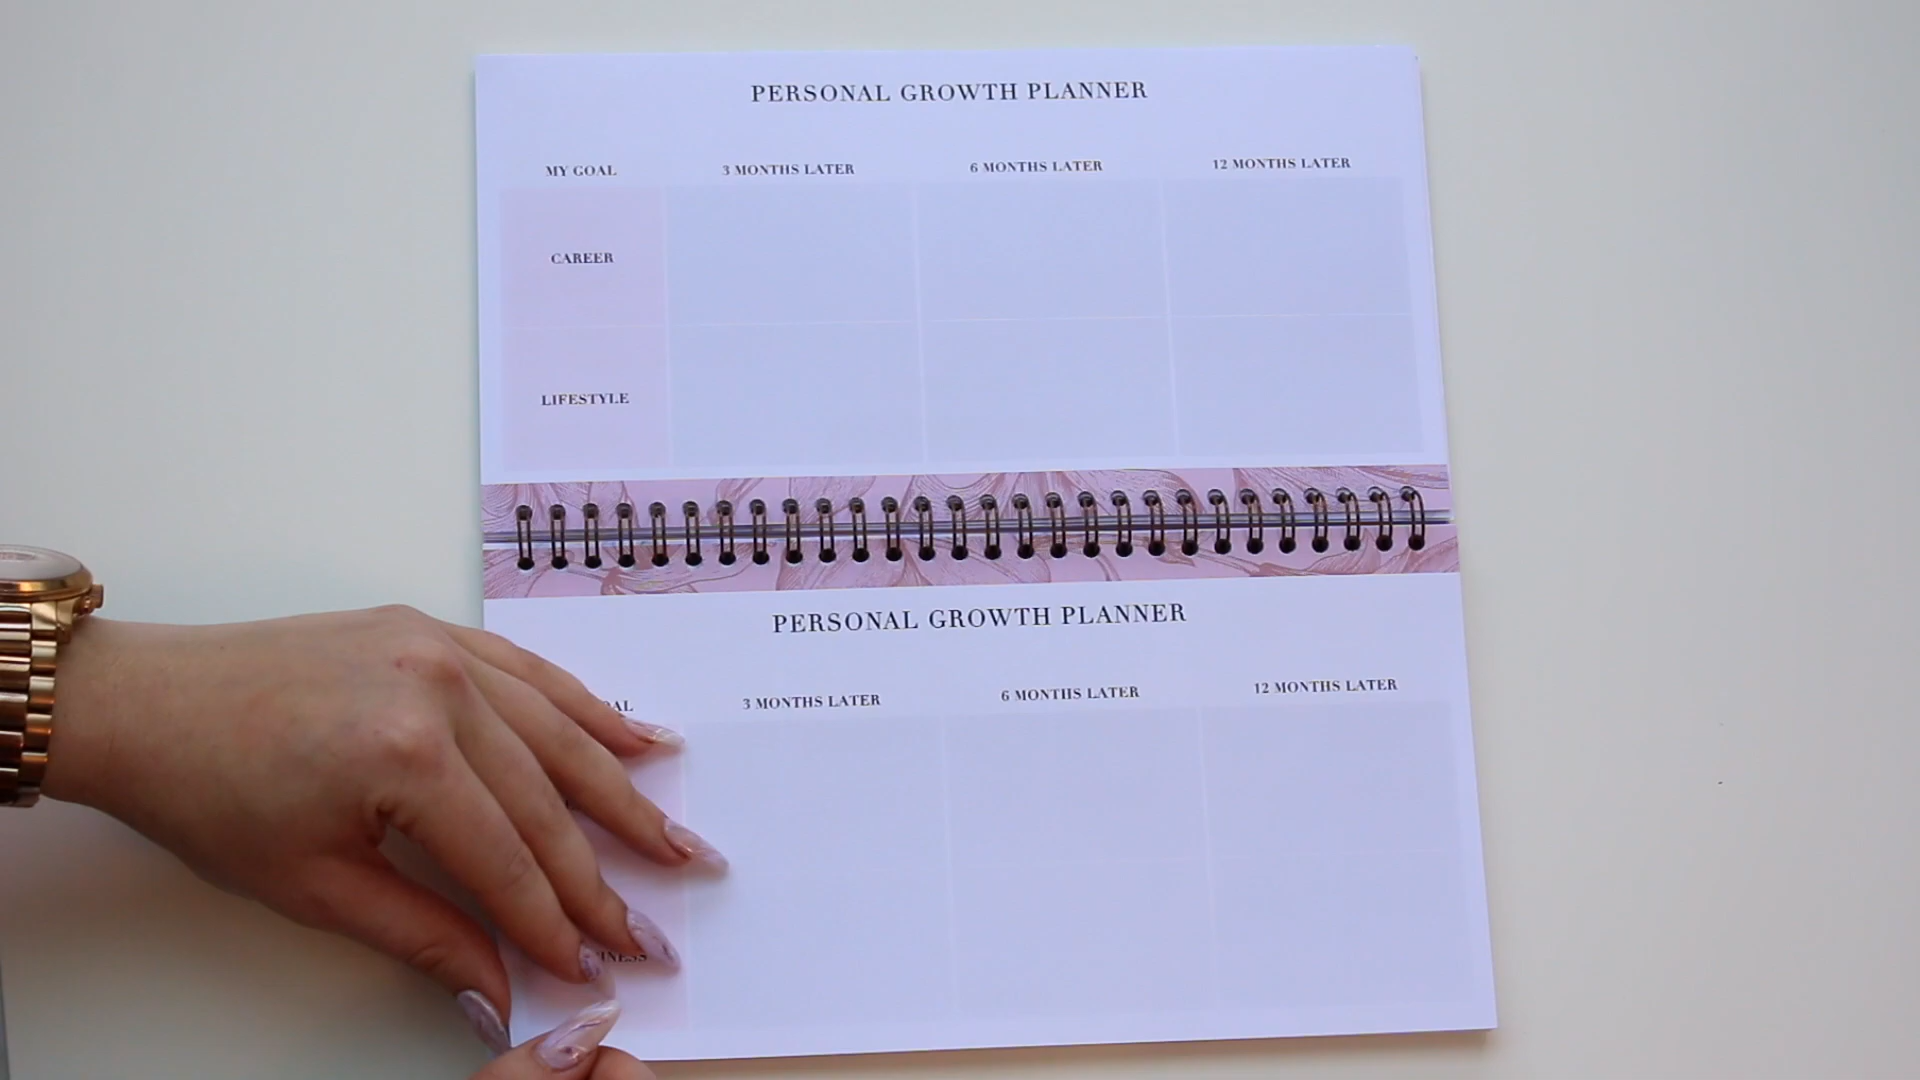 PERSONAL GROWTH PLANNER
MY GOAL 3 MONTHS LATER 6 MONTHS LATER 12 MONTHS LATER
CAREER
LIFESTYLE
PERSONAL GROWTH PLANNER
3 MONTHS LATER 6 MONTHS LATER 12 MONTHS LATER